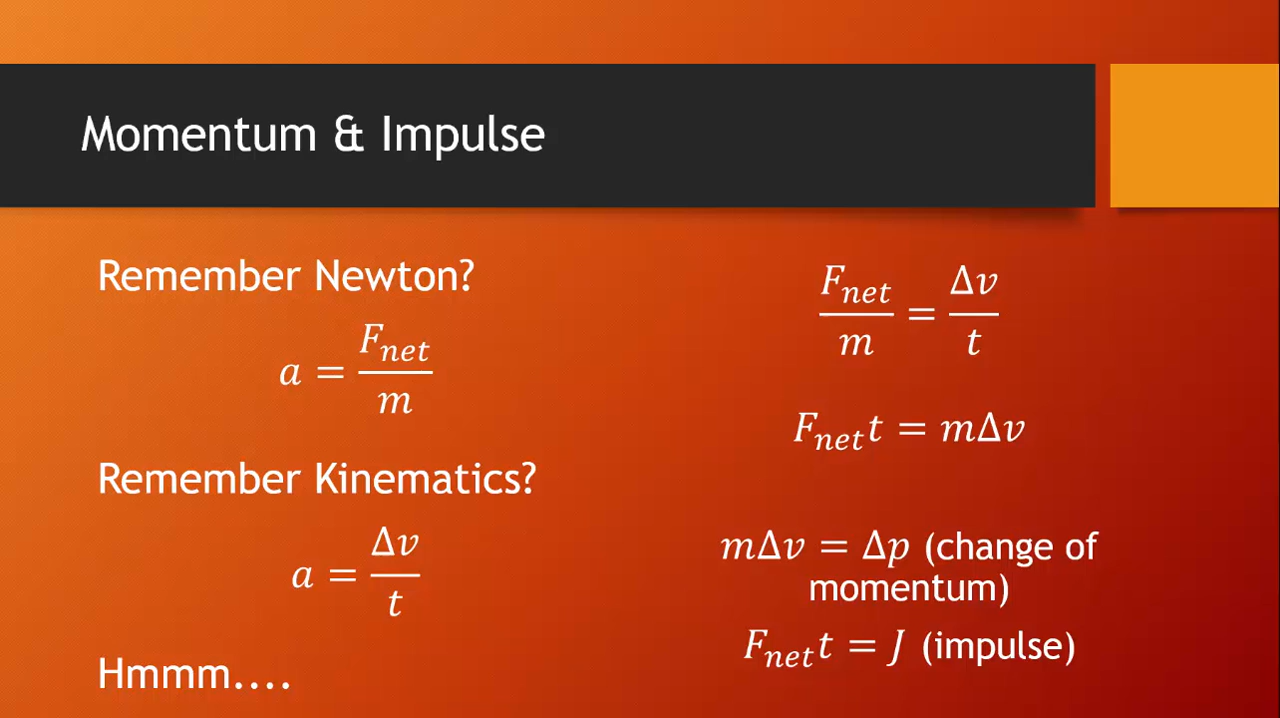 Momentum & Impulse
Remember Newton?
a = F_net / m
Remember Kinematics?
a = Δv / t
Hmmm....
F_net / m = Δv / t
F_net t = mΔv
mΔv = Δp (change of
momentum)
F_net t = J (impulse)